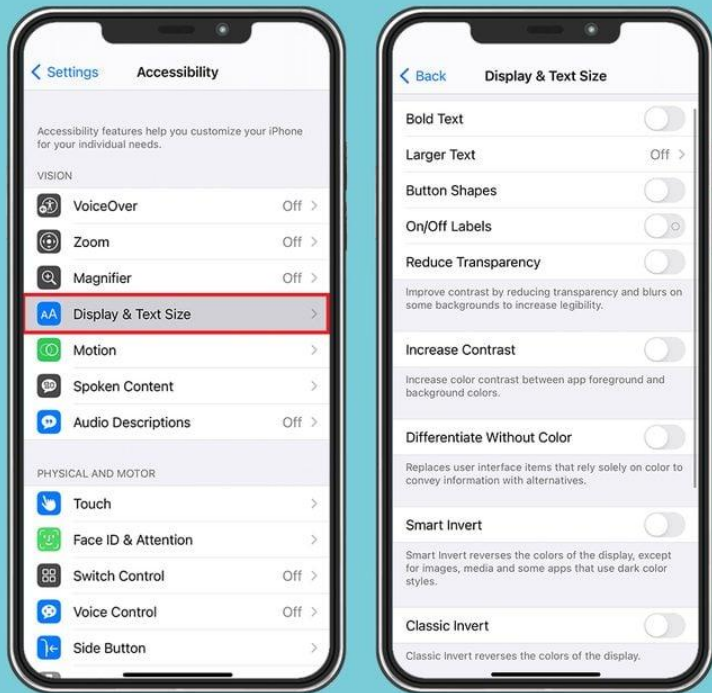 Settings
Accessibility
Accessibility features help you customize your iPhone
for your individual needs.
VISION
VoiceOver Off
Zoom Off
Magnifier Off
AA Display & Text Size
Motion
Spoken Content
Audio Descriptions Off
PHYSICAL AND MOTOR
Touch
Face ID & Attention
Switch Control Off
Voice Control Off
Side Button
Back
Display & Text Size
Bold Text
Larger Text Off
Button Shapes
On/Off Labels
Reduce Transparency
Improve contrast by reducing transparency and blurs on
some backgrounds to increase legibility.
Increase Contrast
Increase color contrast between app foreground and
background colors.
Differentiate Without Color
Replaces user interface items that rely solely on color to
convey information with alternatives.
Smart Invert
Smart Invert reverses the colors of the display, except
for images, media and some apps that use dark color
styles.
Classic Invert
Classic Invert reverses the colors of the display.